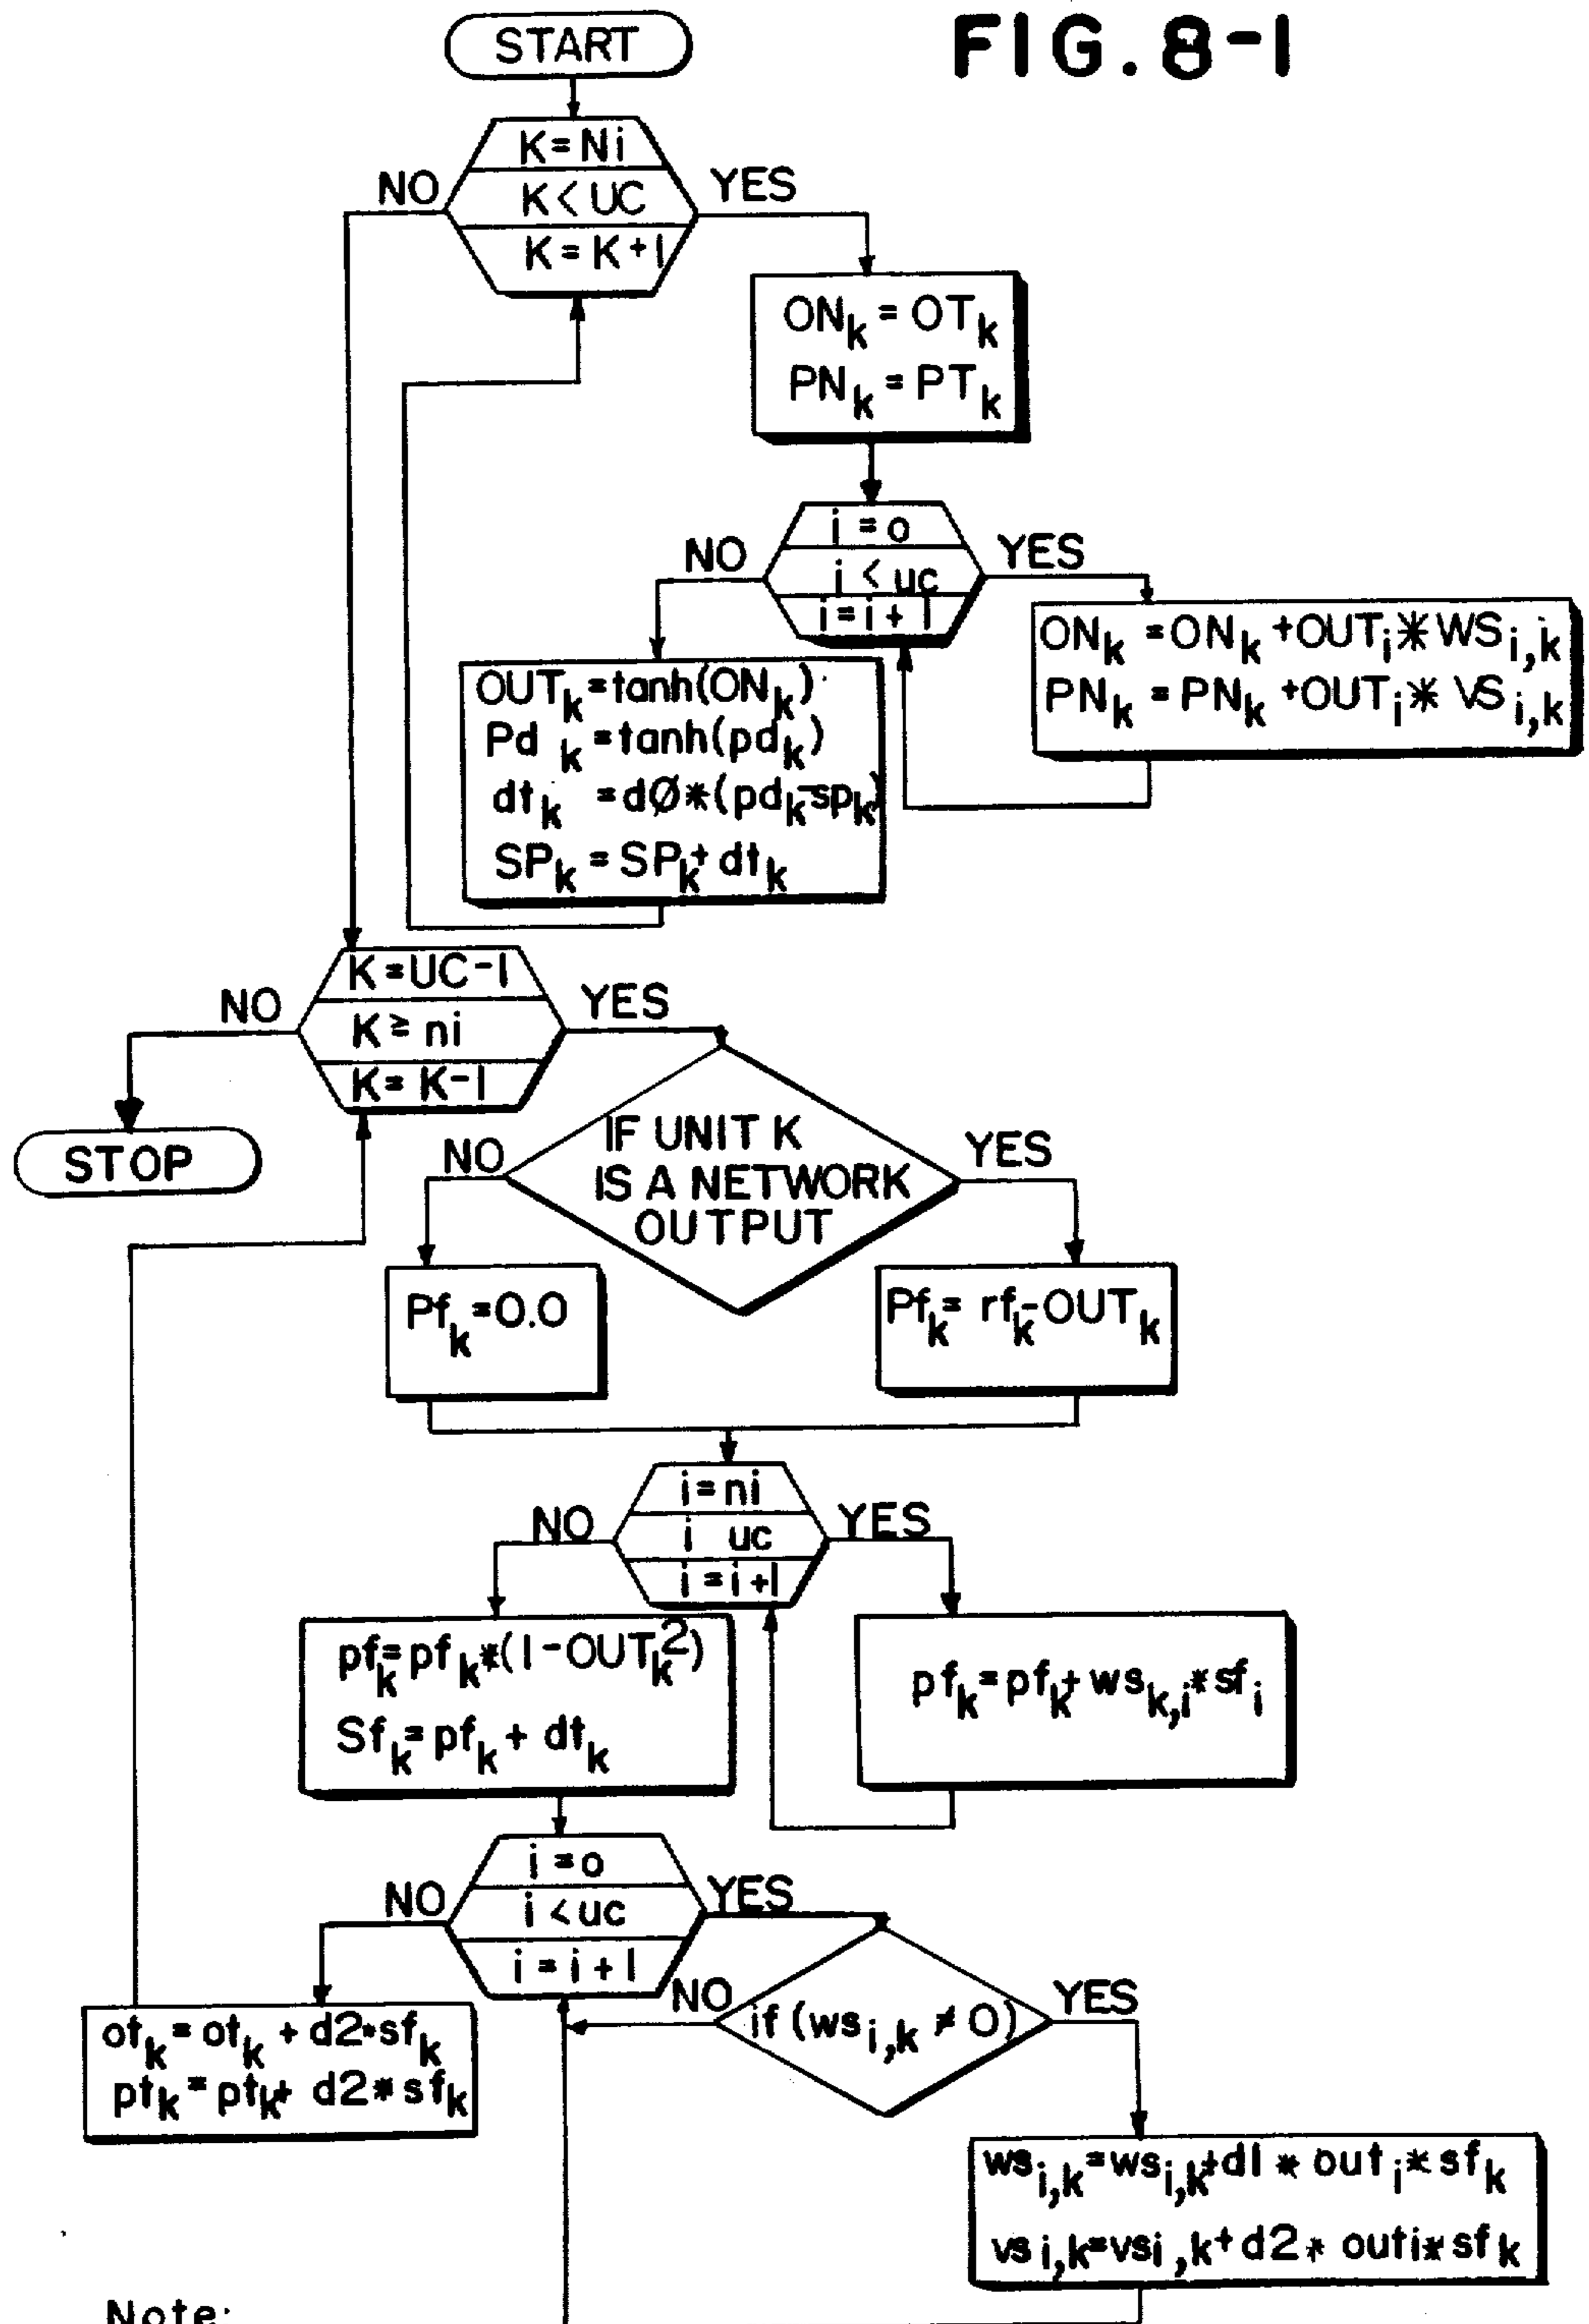 FIG. 8-1
START
K=Ni
NO
K<UC
YES
K=K+1
ONk=OTk
PNk=PTk
i=o
NO
i<uc
YES
i=i+1
ONk=ONk+OUTi*WSi,k
PNk=PNk+OUTi*VSi,k
OUTk=tanh(ONk)
Pdk=tanh(pdk)
dtk=dØ*(pdk-spk)
SPk=SPk+dtk
K=UC-1
NO
K≥ni
YES
K=K-1
STOP
IF UNIT K
IS A NETWORK
OUTPUT
NO
YES
Pfk=0.0
Pfk=rfk-OUTk
i=ni
NO
i uc
YES
i=i+1
pfk=pfk*(1-OUTk2)
Sfk=pfk+dtk
pfk=pfk+wsk,i*sfi
i=o
NO
i<uc
YES
i=i+1
NO
if (wsi,k≠0)
YES
otk=otk+d2*sfk
ptk=ptk+d2*sfk
wsi,k=wsi,k+d1*outi*sfk
vsi,k=vsi,k+d2*outi*sfk
Note: